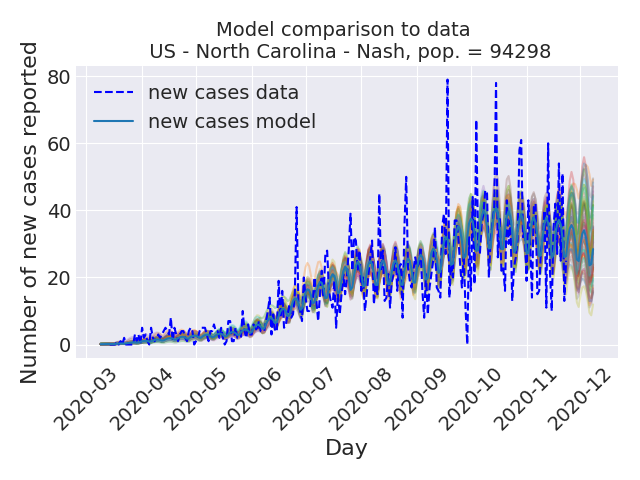 Model comparison to data
US - North Carolina - Nash, pop. = 94298
new cases data
new cases model
Number of new cases reported
80
60
40
20
0
2020-03
2020-04
2020-05
2020-06
2020-07
2020-08
2020-09
2020-10
2020-11
2020-12
Day